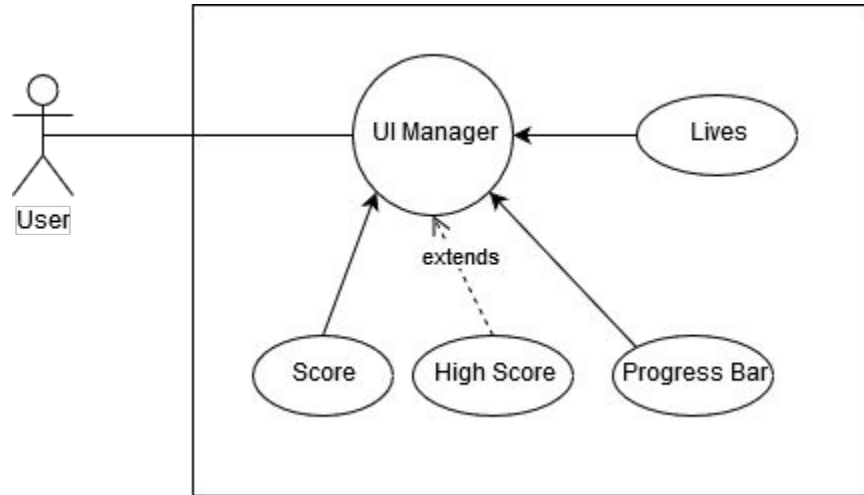 UI Manager
Lives
User
extends
Score
High Score
Progress Bar